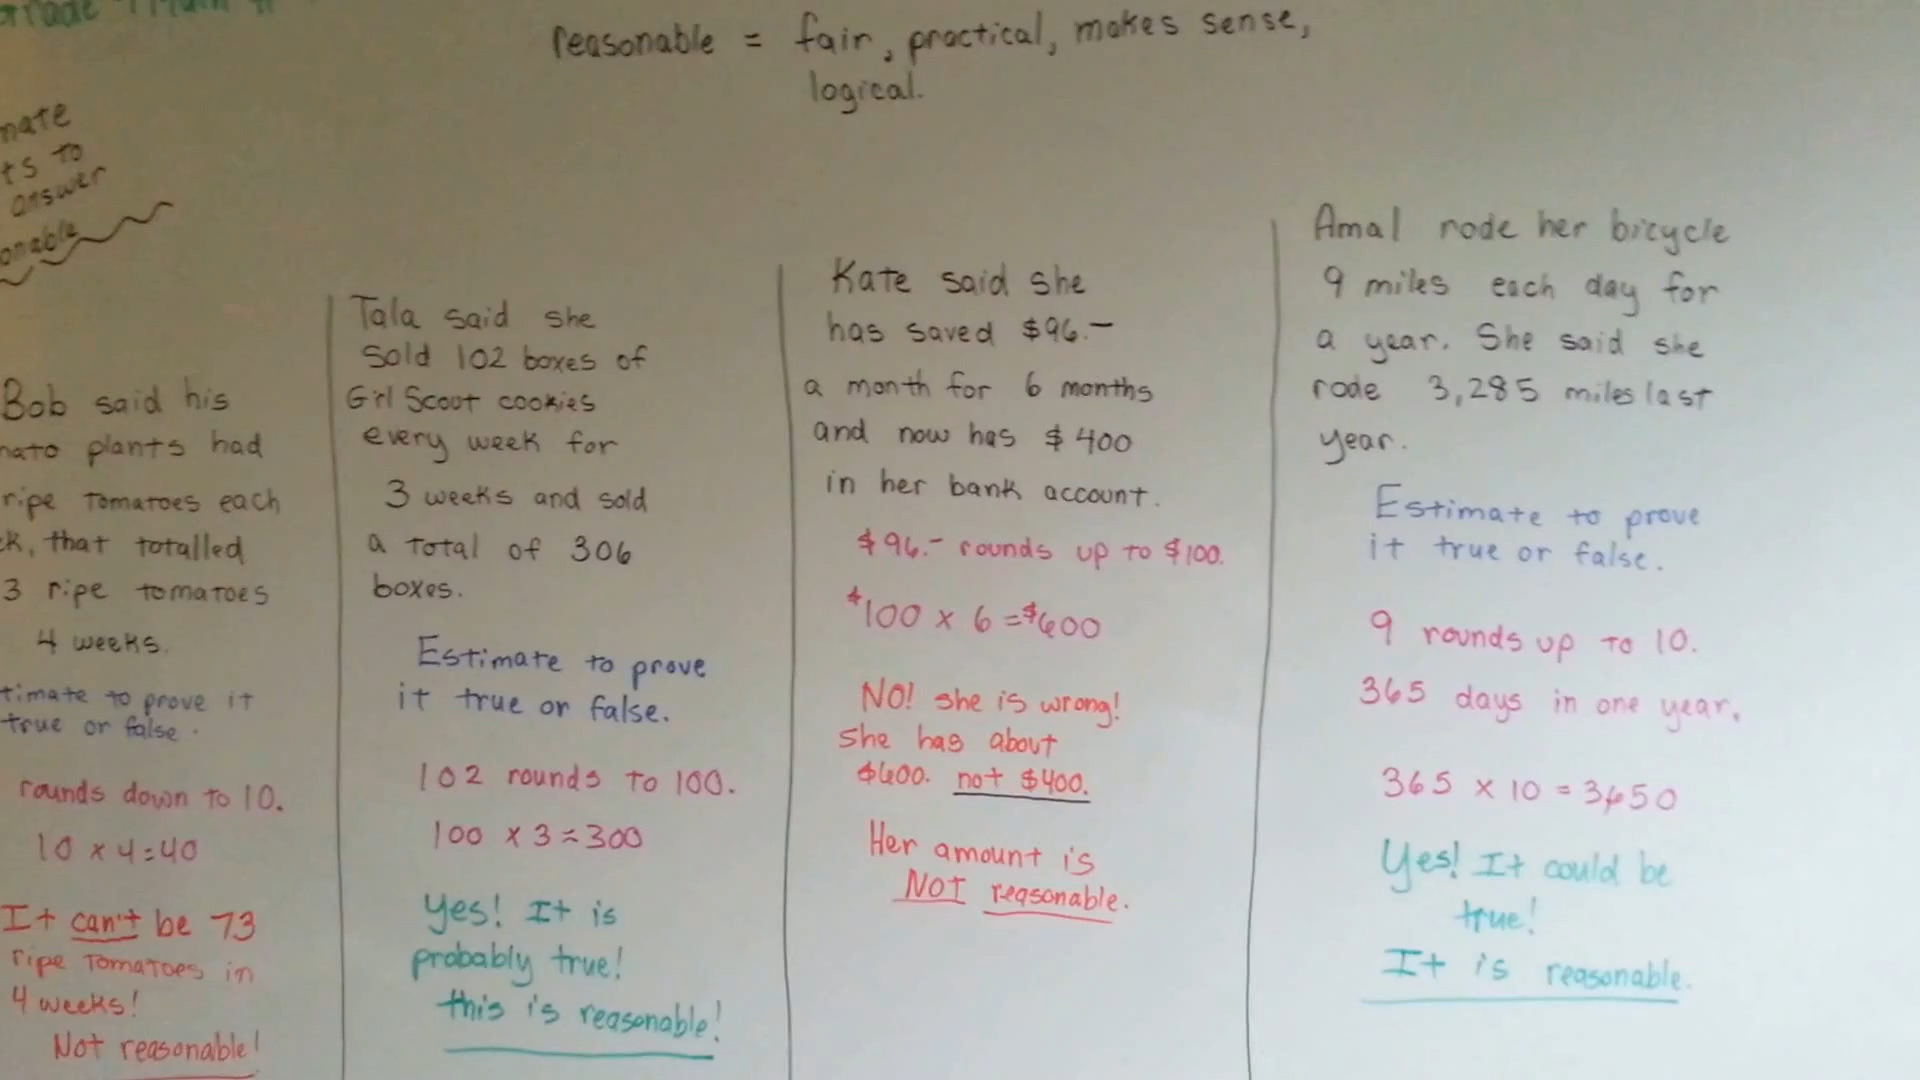 reasonable = fair, practical, makes sense,
logical.
answer
Bob said his
plants had
ripe tomatoes each
that totalled
3 ripe tomatoes
4 weeks.
to prove it
true or false.
rounds down to 10.
10 x 4 = 40
It can't be 73
ripe tomatoes in
4 weeks!
Not reasonable!
Tala said she
sold 102 boxes of
Girl Scout cookies
every week for
3 weeks and sold
a total of 306
boxes.
Estimate to prove
it true or false.
102 rounds to 100.
100 x 3 = 300
Yes! It is
probably true!
this is reasonable!
Kate said she
has saved $96.-
a month for 6 months
and now has $400
in her bank account.
$96.- rounds up to $100.
$100 x 6 = $600
NO! she is wrong!
She has about
$600. not $400.
Her amount is
NOT reasonable.
Amal rode her bicycle
9 miles each day for
a year. She said she
rode 3,285 miles last
year.
Estimate to prove
it true or false.
9 rounds up to 10.
365 days in one year.
365 x 10 = 3650
Yes! It could be
true!
It is reasonable.